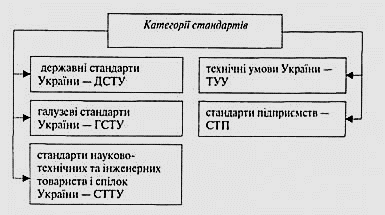 Категорії стандартів
державні стандарти
України — ДСТУ
галузеві стандарти
України — ГСТУ
стандарти науково-
технічних та інженерних
товариств і спілок
України — СТТУ
технічні умови України —
ТУУ
стандарти підприємств —
СТП